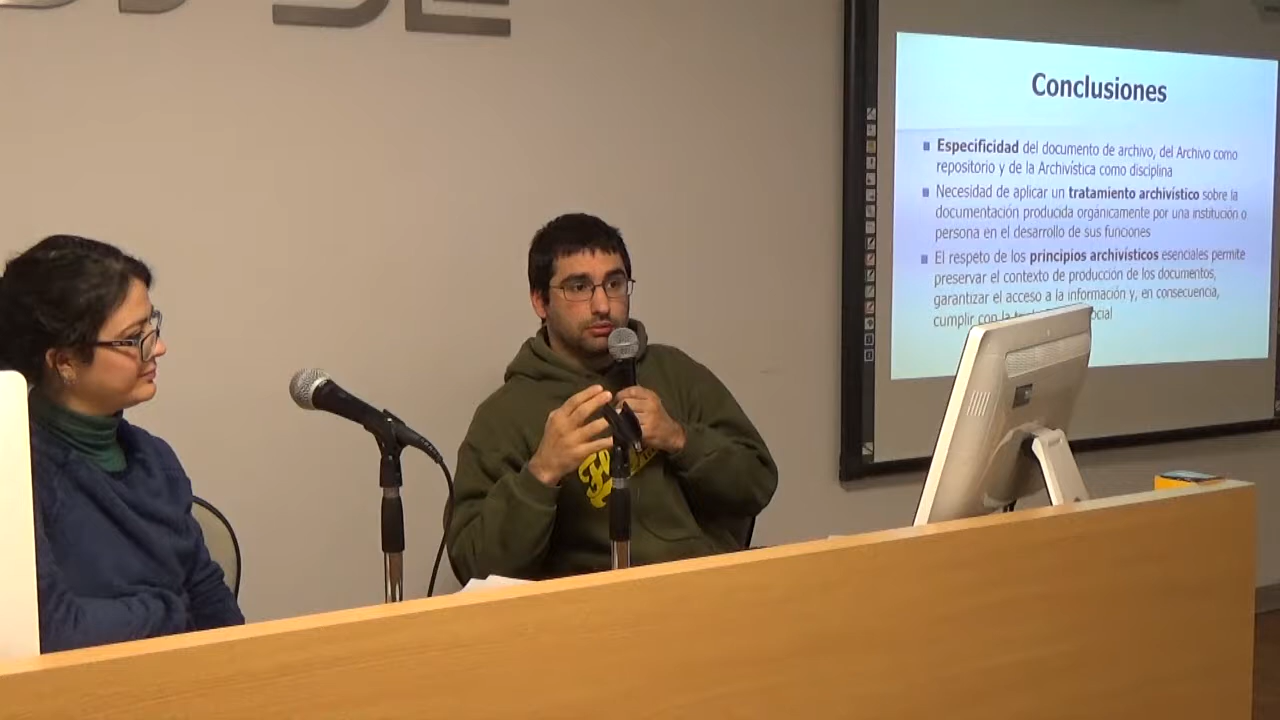 Conclusiones
Especificidad del documento de archivo, del Archivo como
repositorio y de la Archivística como disciplina
Necesidad de aplicar un tratamiento archivístico sobre la
documentación producida orgánicamente por una institución o
persona en el desarrollo de sus funciones
El respeto de los principios archivísticos esenciales permite
preservar el contexto de producción de los documentos,
garantizar el acceso a la información y, en consecuencia,
cumplir con la